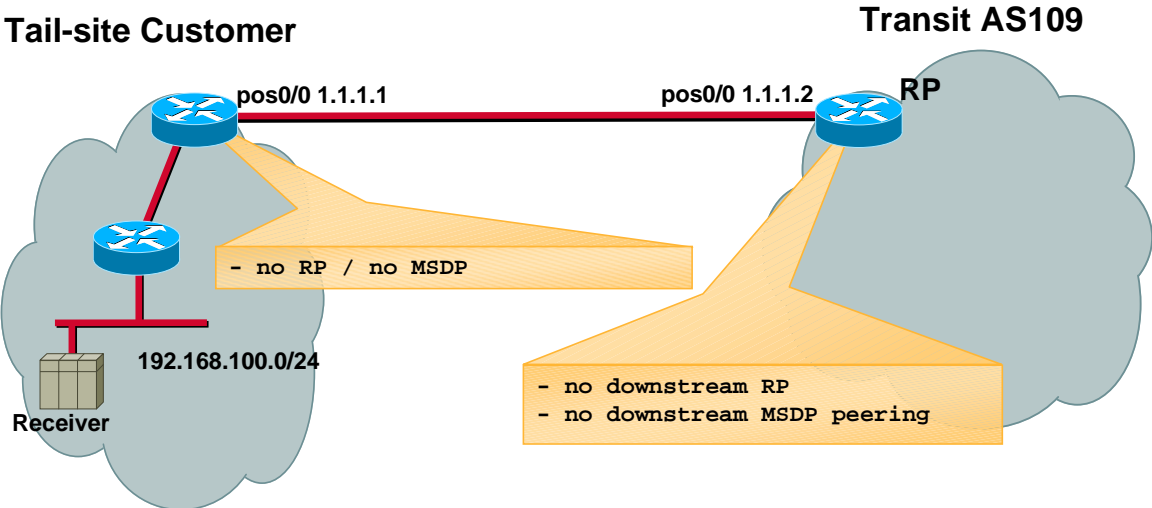 Tail-site Customer
Transit AS109
pos0/0 1.1.1.1
pos0/0 1.1.1.2
RP
- no RP / no MSDP
192.168.100.0/24
Receiver
- no downstream RP
- no downstream MSDP peering